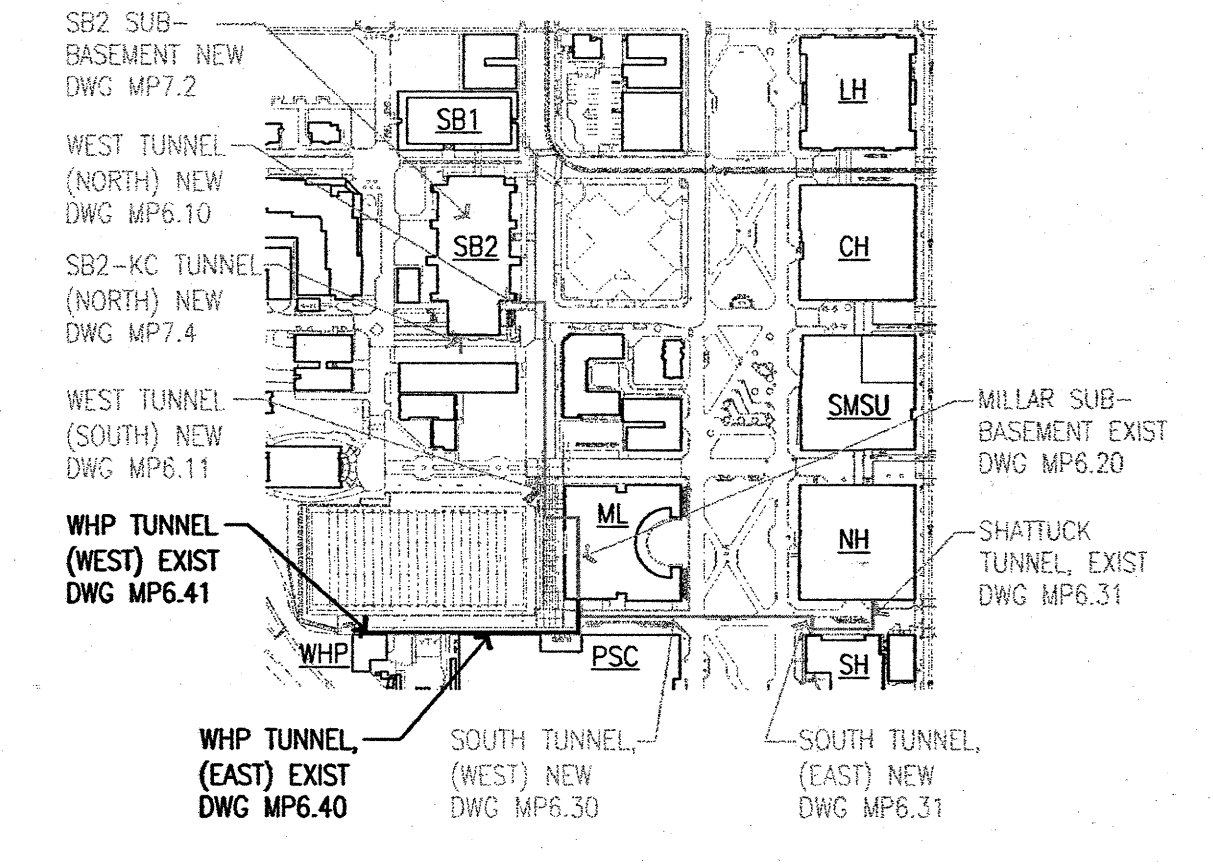 SB2 SUB-
BASEMENT NEW
DWG MP7.2
WEST TUNNEL
(NORTH) NEW
DWG MP6.10
SB2-KC TUNNEL
(NORTH) NEW
DWG MP7.4
WEST TUNNEL
(SOUTH) NEW
DWG MP6.11
WHP TUNNEL
(WEST) EXIST
DWG MP6.41
WHP TUNNEL,
(EAST) EXIST
DWG MP6.40
SOUTH TUNNEL,
(WEST) NEW
DWG MP6.30
SOUTH TUNNEL,
(EAST) NEW
DWG MP6.31
MILLAR SUB-
BASEMENT EXIST
DWG MP6.20
SHATTUCK
TUNNEL, EXIST
DWG MP6.31
SB1
SB2
LH
CH
SMSU
ML
NH
WHP
PSC
SH